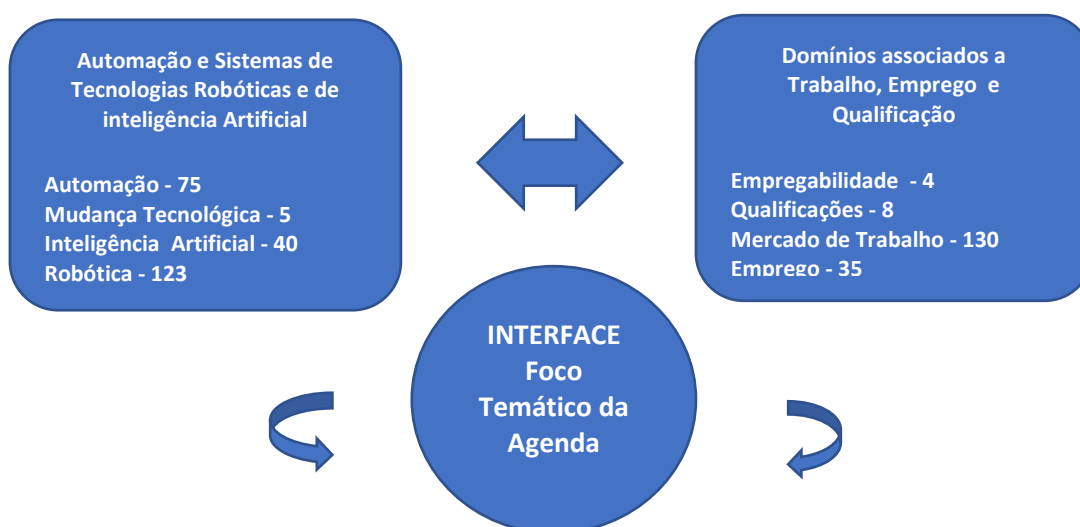 Automação e Sistemas de
Tecnologias Robóticas e de
inteligência Artificial
Automação - 75
Mudança Tecnológica - 5
Inteligência Artificial - 40
Robótica - 123
Domínios associados a
Trabalho, Emprego e
Qualificação
Empregabilidade - 4
Qualificações - 8
Mercado de Trabalho - 130
Emprego - 35
INTERFACE
Foco
Temático da
Agenda